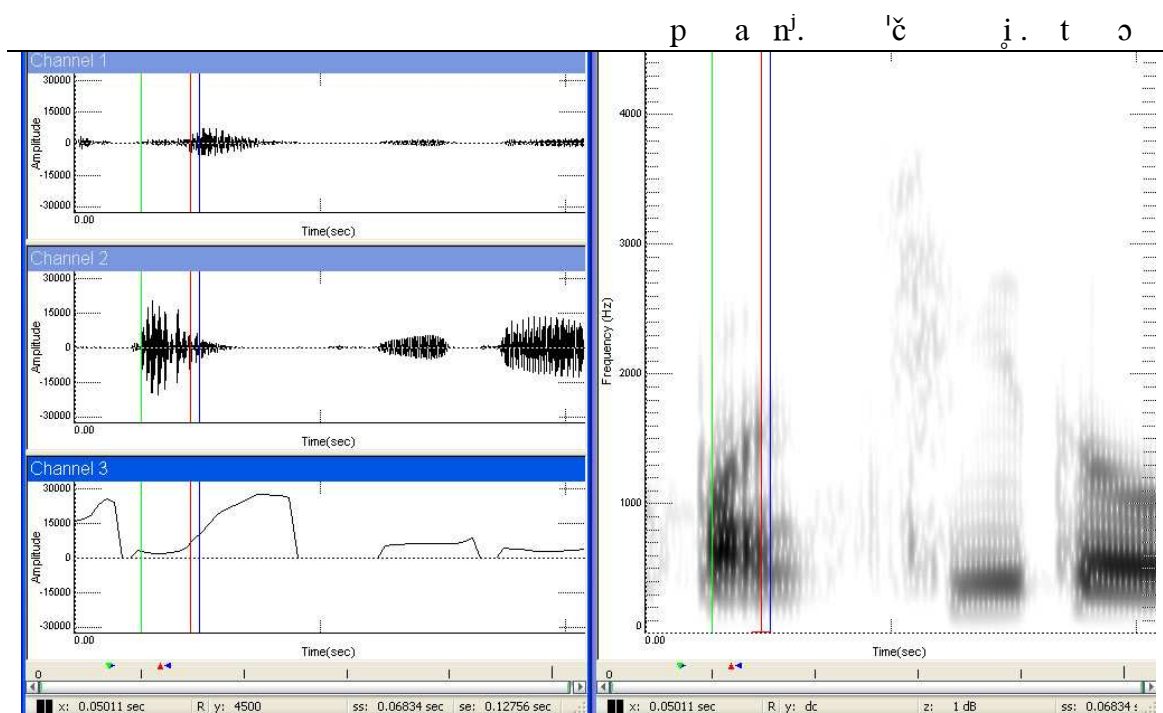 p a nʲ. ˈč i̥ . t ɔ
Channel 1
30000
15000
0
-15000
-30000
Amplitude
0.00
Time(sec)
Channel 2
30000
15000
0
-15000
-30000
Amplitude
0.00
Time(sec)
Channel 3
30000
15000
0
-15000
-30000
Amplitude
0.00
Time(sec)
0
x: 0.05011 sec R y: 4500 ss: 0.06834 sec se: 0.12756 sec
4000
3000
2000
1000
0
Frequency (Hz)
0.00
Time(sec)
0
x: 0.05011 sec R y: dc z: 1 dB ss: 0.06834